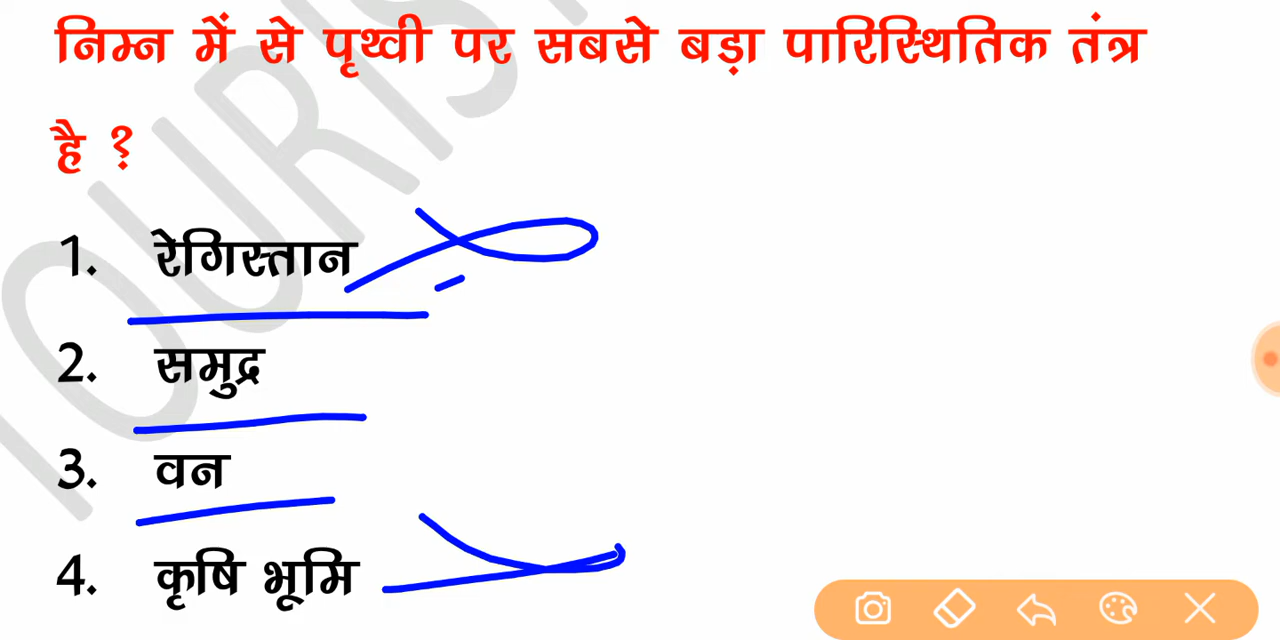 निम्न में से पृथ्वी पर सबसे बड़ा पारिस्थितिक तंत्र
है ?
1. रेगिस्तान
2. समुद्र
3. वन
4. कृषि भूमि